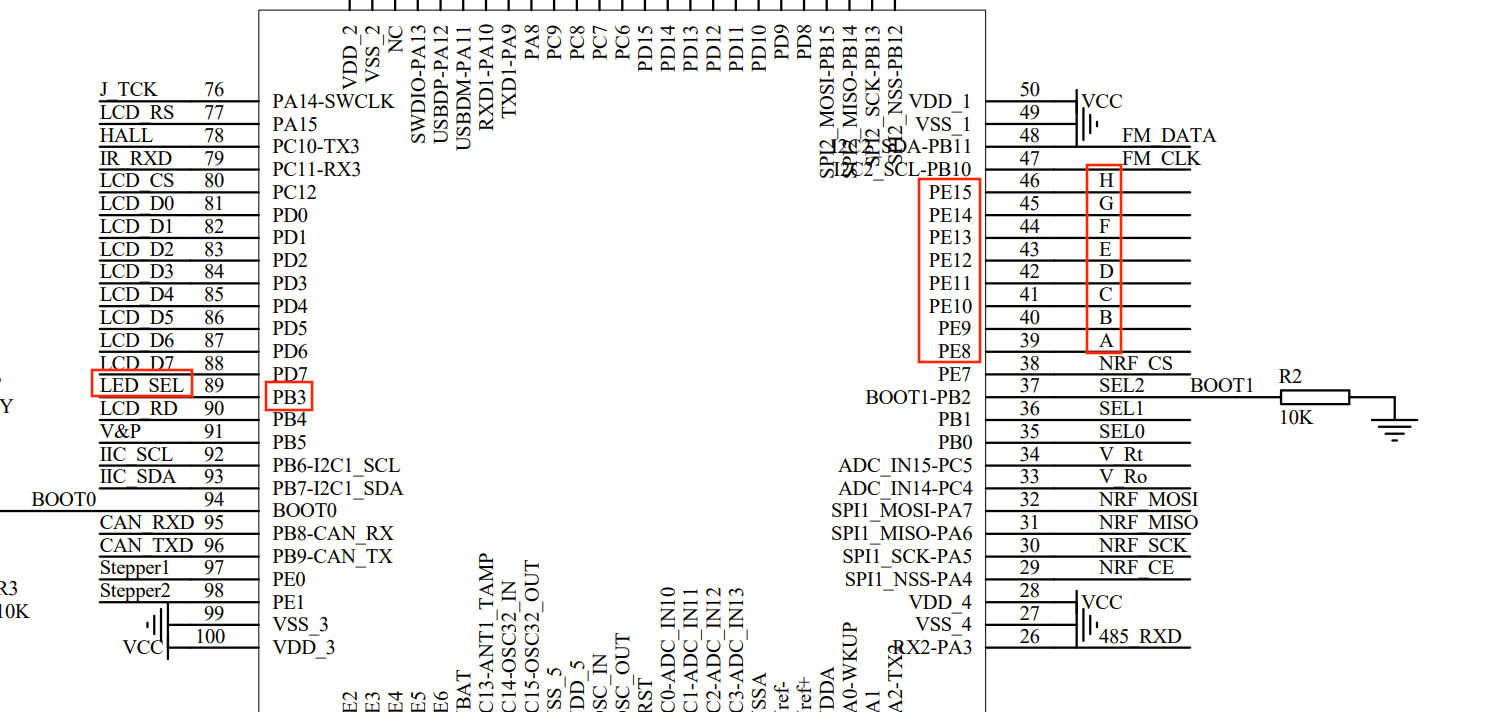 VDD_2
VSS_2
NC
SWDIO-PA13
USBDP-PA12
USBDM-PA11
RXD1-PA10
TXD1-PA9
PA8
PC9
PC8
PC7
PC6
PD15
PD14
PD13
PD12
PD11
PD10
PD9
PD8
SPI2_MOSI-PB15
SPI2_MISO-PB14
SPI2_SCK-PB13
SPI2_NSS-PB12
J_TCK 76 PA14-SWCLK
LCD_RS 77 PA15
HALL 78 PC10-TX3
IR_RXD 79 PC11-RX3
LCD_CS 80 PC12
LCD_D0 81 PD0
LCD_D1 82 PD1
LCD_D2 83 PD2
LCD_D3 84 PD3
LCD_D4 85 PD4
LCD_D5 86 PD5
LCD_D6 87 PD6
LCD_D7 88 PD7
LED_SEL 89 PB3
LCD_RD 90 PB4
V&P 91 PB5
IIC_SCL 92 PB6-I2C1_SCL
IIC_SDA 93 PB7-I2C1_SDA
BOOT0 94 BOOT0
CAN_RXD 95 PB8-CAN_RX
CAN_TXD 96 PB9-CAN_TX
Stepper1 97 PE0
Stepper2 98 PE1
99 VSS_3
VCC 100 VDD_3
Y
R3
10K
VDD_1 50 VCC
VSS_1 49
I2C2_SDA-PB11 48 FM_DATA
I2C2_SCL-PB10 47 FM_CLK
PE15 46 H
PE14 45 G
PE13 44 F
PE12 43 E
PE11 42 D
PE10 41 C
PE9 40 B
PE8 39 A
PE7 38 NRF_CS
BOOT1-PB2 37 SEL2 BOOT1 R2
10K
PB1 36 SEL1
PB0 35 SEL0
ADC_IN15-PC5 34 V_Rt
ADC_IN14-PC4 33 V_Ro
SPI1_MOSI-PA7 32 NRF_MOSI
SPI1_MISO-PA6 31 NRF_MISO
SPI1_SCK-PA5 30 NRF_SCK
SPI1_NSS-PA4 29 NRF_CE
VDD_4 28 VCC
VSS_4 27
RX2-PA3 26 485_RXD
E2
E3
E4
E5
E6
BAT
C13-ANT1_TAMP
C14-OSC32_IN
C15-OSC32_OUT
SS_5
DD_5
SC_IN
SC_OUT
RST
C0-ADC_IN10
C1-ADC_IN11
C2-ADC_IN12
C3-ADC_IN13
SSA
ref-
ref+
DDA
A0-WKUP
A1
A2-TX2